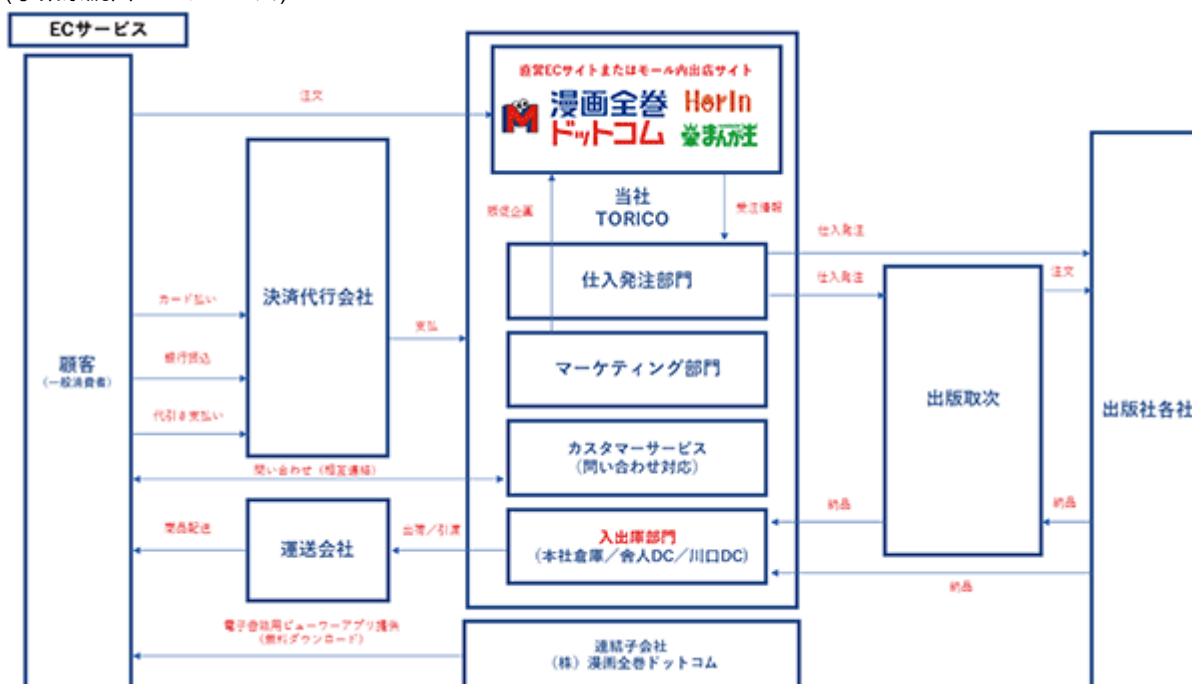 ECサービス
直営ECサイトまたはモール内出店サイト
漫画全巻
ドットコム
HorIn
まんが王
注文
当社
TORICO
販促企画
受注情報
仕入発注
仕入発注部門
仕入発注
注文
カード払い
決済代行会社
支払
銀行振込
顧客
(一般消費者)
マーケティング部門
出版取次
出版社各社
代引き支払い
カスタマーサービス
(問い合わせ対応)
問い合わせ(相互連絡)
納品
納品
商品配送
運送会社
出荷/引渡
入出庫部門
(本社倉庫/舎人DC/川口DC)
納品
電子書籍用ビューワーアプリ提供
(無料ダウンロード)
連結子会社
(株)漫画全巻ドットコム